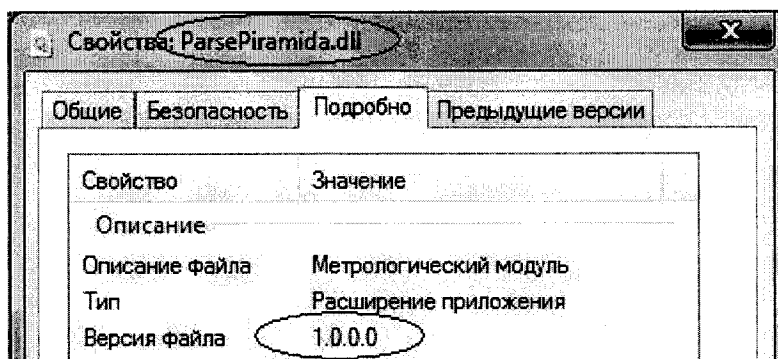 Свойства: ParsePiramida.dll
Общие Безопасность Подробно Предыдущие версии
Свойство Значение
Описание
Описание файла Метрологический модуль
Тип Расширение приложения
Версия файла 1.0.0.0